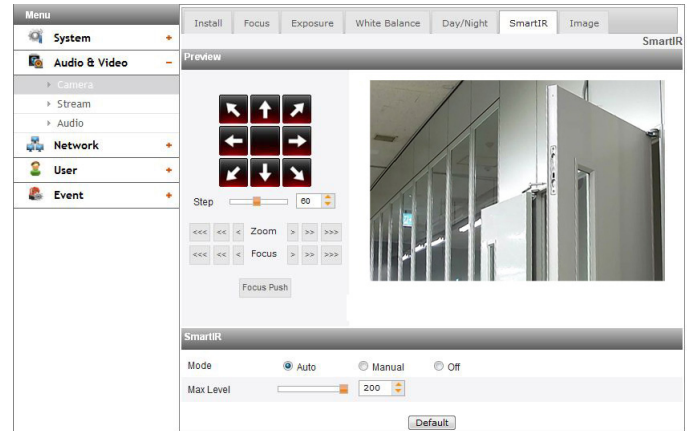 Menu
System +
Audio & Video -
Camera
Stream
Audio
Network +
User +
Event +
Install Focus Exposure White Balance Day/Night SmartIR Image
SmartIR
Preview
Step 60
<<< << < Zoom > >> >>>
<<< << < Focus > >> >>>
Focus Push
SmartIR
Mode Auto Manual Off
Max Level 200
Default